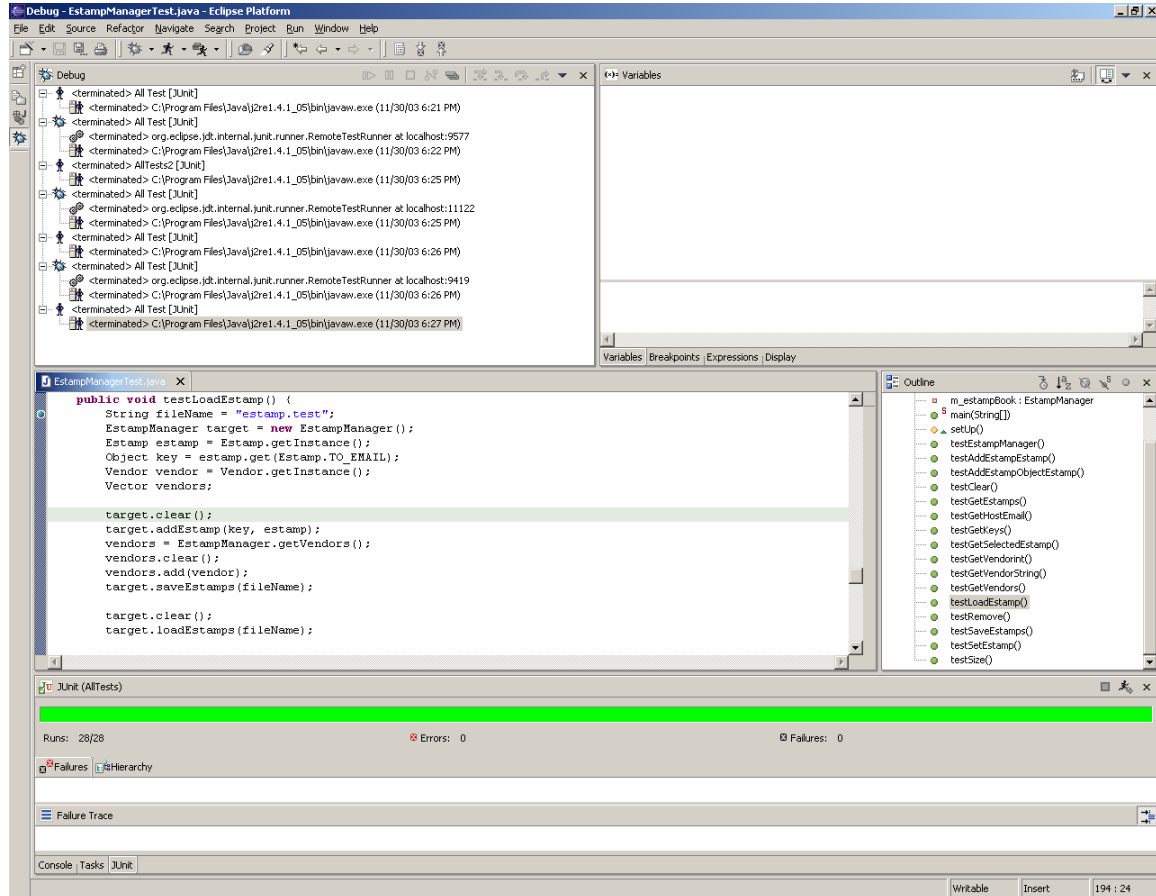 Debug - EstampManagerTest.java - Eclipse Platform
File Edit Source Refactor Navigate Search Project Run Window Help
Debug
<terminated> All Test [JUnit]
<terminated> C:\Program Files\Java\j2re1.4.1_05\bin\javaw.exe (11/30/03 6:21 PM)
<terminated> All Test [JUnit]
<terminated> org.eclipse.jdt.internal.junit.runner.RemoteTestRunner at localhost:9577
<terminated> C:\Program Files\Java\j2re1.4.1_05\bin\javaw.exe (11/30/03 6:22 PM)
<terminated> AllTests2 [JUnit]
<terminated> C:\Program Files\Java\j2re1.4.1_05\bin\javaw.exe (11/30/03 6:25 PM)
<terminated> All Test [JUnit]
<terminated> org.eclipse.jdt.internal.junit.runner.RemoteTestRunner at localhost:11122
<terminated> C:\Program Files\Java\j2re1.4.1_05\bin\javaw.exe (11/30/03 6:25 PM)
<terminated> All Test [JUnit]
<terminated> C:\Program Files\Java\j2re1.4.1_05\bin\javaw.exe (11/30/03 6:26 PM)
<terminated> All Test [JUnit]
<terminated> org.eclipse.jdt.internal.junit.runner.RemoteTestRunner at localhost:9419
<terminated> C:\Program Files\Java\j2re1.4.1_05\bin\javaw.exe (11/30/03 6:26 PM)
<terminated> All Test [JUnit]
<terminated> C:\Program Files\Java\j2re1.4.1_05\bin\javaw.exe (11/30/03 6:27 PM)
(x)= Variables
Variables Breakpoints Expressions Display
EstampManagerTest.java
public void testLoadEstamp() {
String fileName = "estamp.test";
EstampManager target = new EstampManager();
Estamp estamp = Estamp.getInstance();
Object key = estamp.get(Estamp.TO_EMAIL);
Vendor vendor = Vendor.getInstance();
Vector vendors;
target.clear();
target.addEstamp(key, estamp);
vendors = EstampManager.getVendors();
vendors.clear();
vendors.add(vendor);
target.saveEstamps(fileName);
target.clear();
target.loadEstamps(fileName);
Outline
m_estampBook : EstampManager
main(String[])
setUp()
testEstampManager()
testAddEstampEstamp()
testAddEstampObjectEstamp()
testClear()
testGetEstamps()
testGetHostEmail()
testGetKeys()
testGetSelectedEstamp()
testGetVendorint()
testGetVendorString()
testGetVendors()
testLoadEstamp()
testRemove()
testSaveEstamps()
testSetEstamp()
testSize()
JUnit (AllTests)
Runs: 28/28 Errors: 0 Failures: 0
Failures Hierarchy
Failure Trace
Console Tasks JUnit
Writable Insert 194 : 24